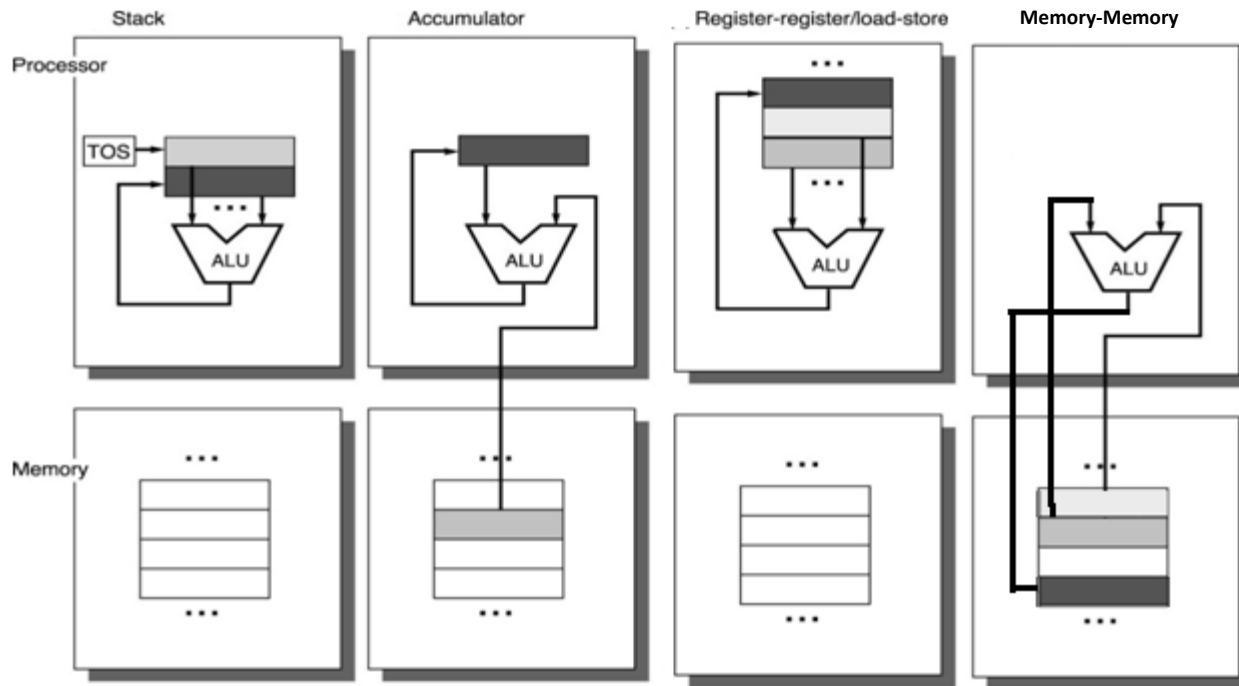 Stack
Accumulator
Register-register/load-store
Memory-Memory
Processor
TOS
...
...
...
ALU
ALU
ALU
ALU
Memory
...
...
...
...
...
...
...
...